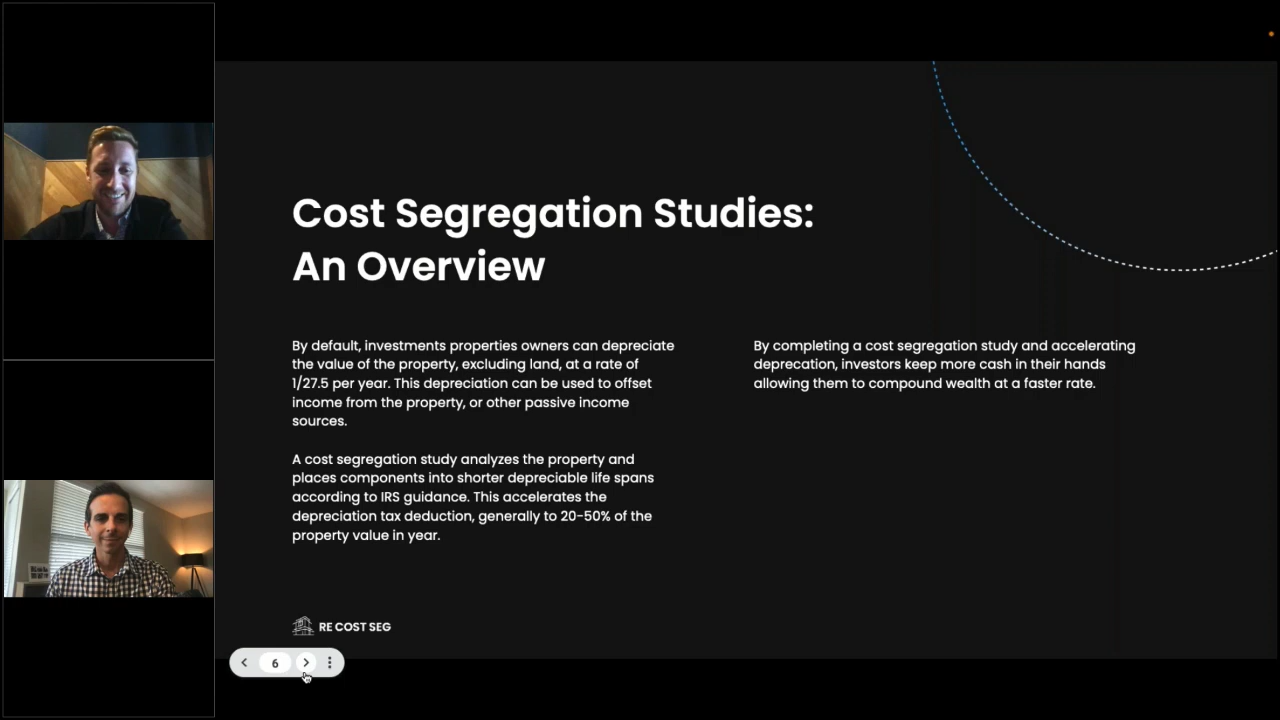 Cost Segregation Studies:
An Overview
By default, investments properties owners can depreciate
the value of the property, excluding land, at a rate of
1/27.5 per year. This depreciation can be used to offset
income from the property, or other passive income
sources.
A cost segregation study analyzes the property and
places components into shorter depreciable life spans
according to IRS guidance. This accelerates the
depreciation tax deduction, generally to 20-50% of the
property value in year.
By completing a cost segregation study and accelerating
deprecation, investors keep more cash in their hands
allowing them to compound wealth at a faster rate.
RE COST SEG
6